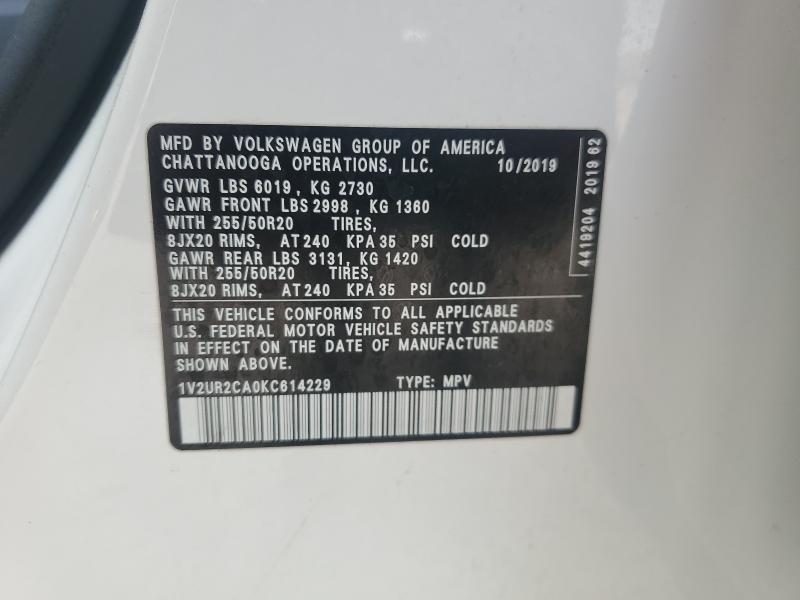 MFD BY VOLKSWAGEN GROUP OF AMERICA
CHATTANOOGA OPERATIONS, LLC. 10/2019
GVWR LBS 6019, KG 2730
GAWR FRONT LBS 2998, KG 1360
WITH 255/50R20 TIRES,
8JX20 RIMS, AT 240 KPA 35 PSI COLD
GAWR REAR LBS 3131, KG 1420
WITH 255/50R20 TIRES,
8JX20 RIMS, AT 240 KPA 35 PSI COLD
THIS VEHICLE CONFORMS TO ALL APPLICABLE
U.S. FEDERAL MOTOR VEHICLE SAFETY STANDARDS
IN EFFECT ON THE DATE OF MANUFACTURE
SHOWN ABOVE.
1V2UR2CA0KC614229 TYPE: MPV
4419204 2019 62